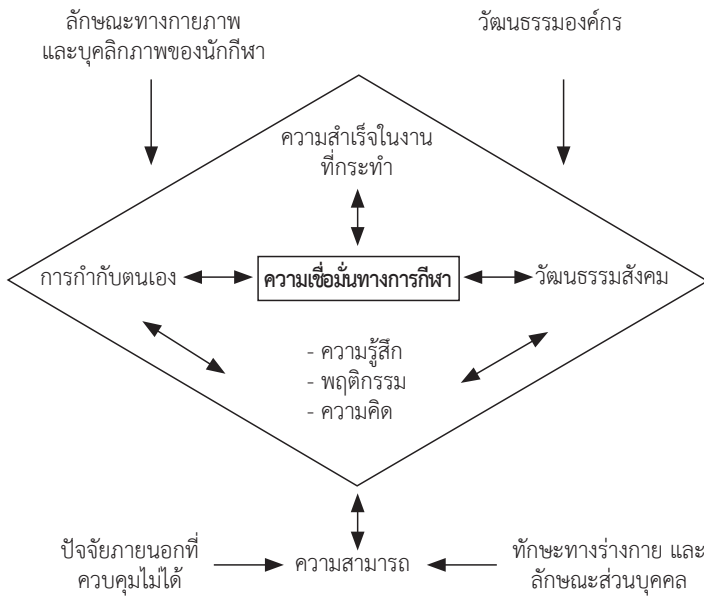 ลักษณะทางกายภาพ
และบุคลิกภาพของนักกีฬา
วัฒนธรรมองค์กร
ความสำเร็จในงาน
ที่กระทำ
การกำกับตนเอง
ความเชื่อมั่นทางการกีฬา
วัฒนธรรมสังคม
- ความรู้สึก
- พฤติกรรม
- ความคิด
ปัจจัยภายนอกที่
ควบคุมไม่ได้
ความสามารถ
ทักษะทางร่างกาย และ
ลักษณะส่วนบุคคล